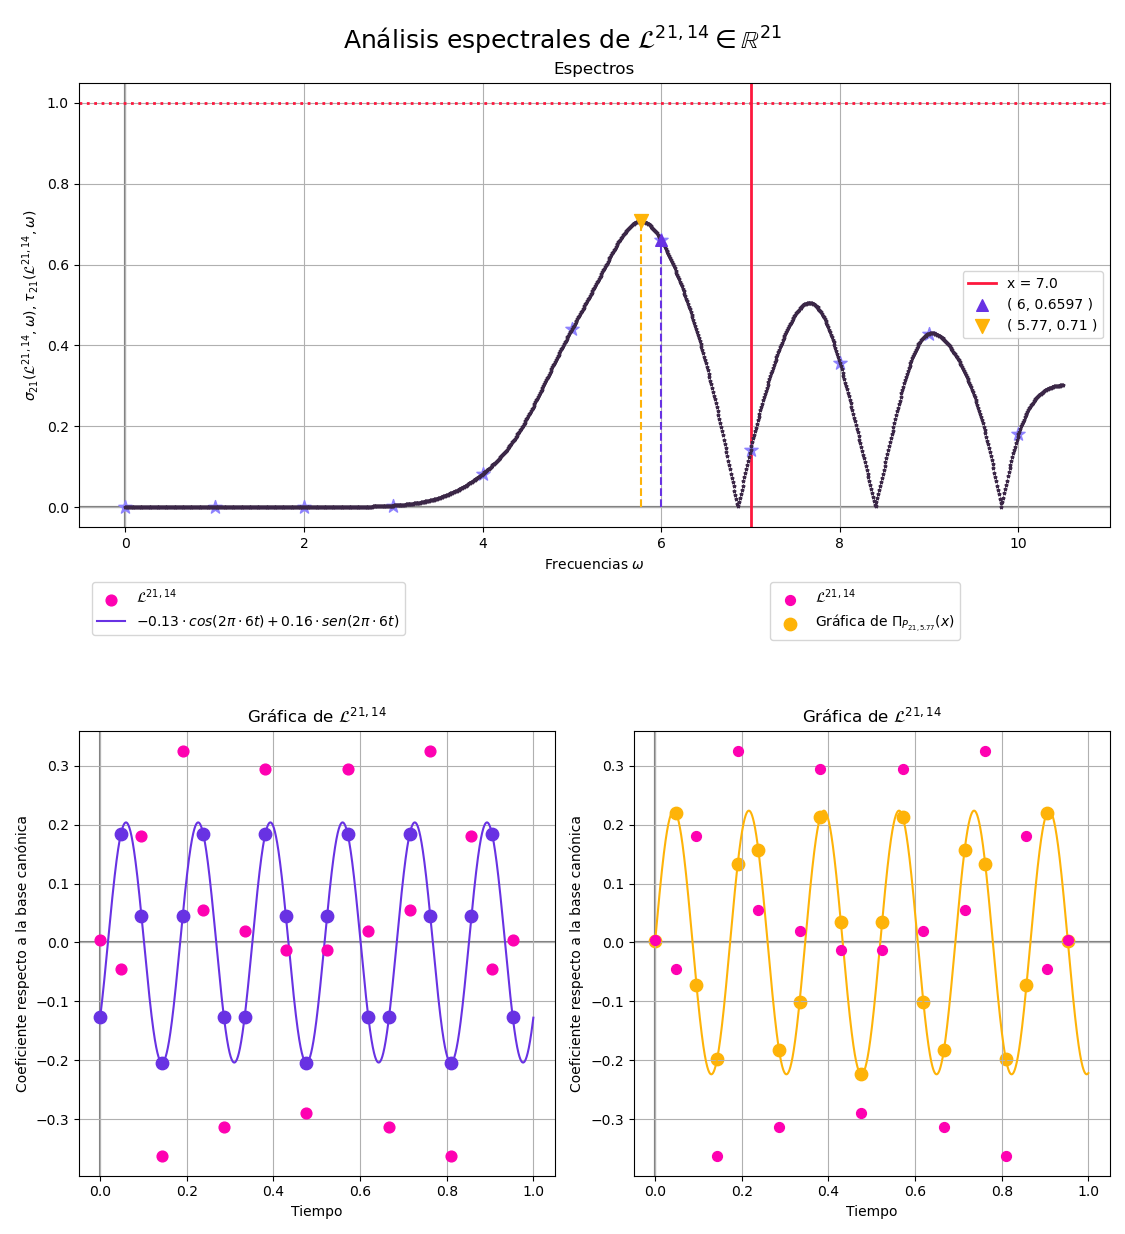 Análisis espectrales de 𝓛^{21,14} ∈ ℝ^{21}
Espectros
σ_{21}(𝓛^{21,14}, ω), τ_{21}(𝓛^{21,14}, ω)
1.0
0.8
0.6
0.4
0.2
0.0
x = 7.0
( 6, 0.6597 )
( 5.77, 0.71 )
0 2 4 6 8 10
Frecuencias ω
𝓛^{21,14}
−0.13 · cos(2π · 6t) + 0.16 · sen(2π · 6t)
𝓛^{21,14}
Gráfica de Π_{P_{21,5.77}}(x)
Gráfica de 𝓛^{21,14}
Coeficiente respecto a la base canónica
0.3
0.2
0.1
0.0
−0.1
−0.2
−0.3
0.0 0.2 0.4 0.6 0.8 1.0
Tiempo
Gráfica de 𝓛^{21,14}
Coeficiente respecto a la base canónica
0.3
0.2
0.1
0.0
−0.1
−0.2
−0.3
0.0 0.2 0.4 0.6 0.8 1.0
Tiempo